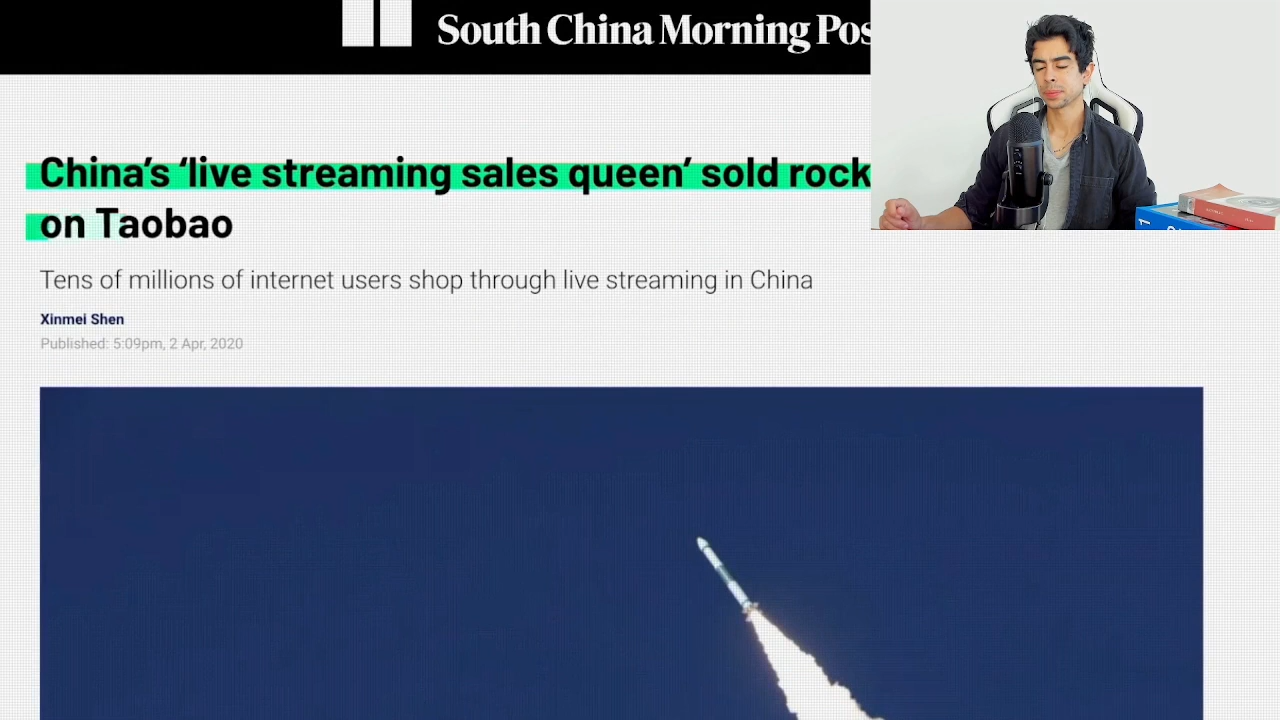 South China Morning Pos
China's 'live streaming sales queen' sold rock
on Taobao
Tens of millions of internet users shop through live streaming in China
Xinmei Shen
Published: 5:09pm, 2 Apr, 2020